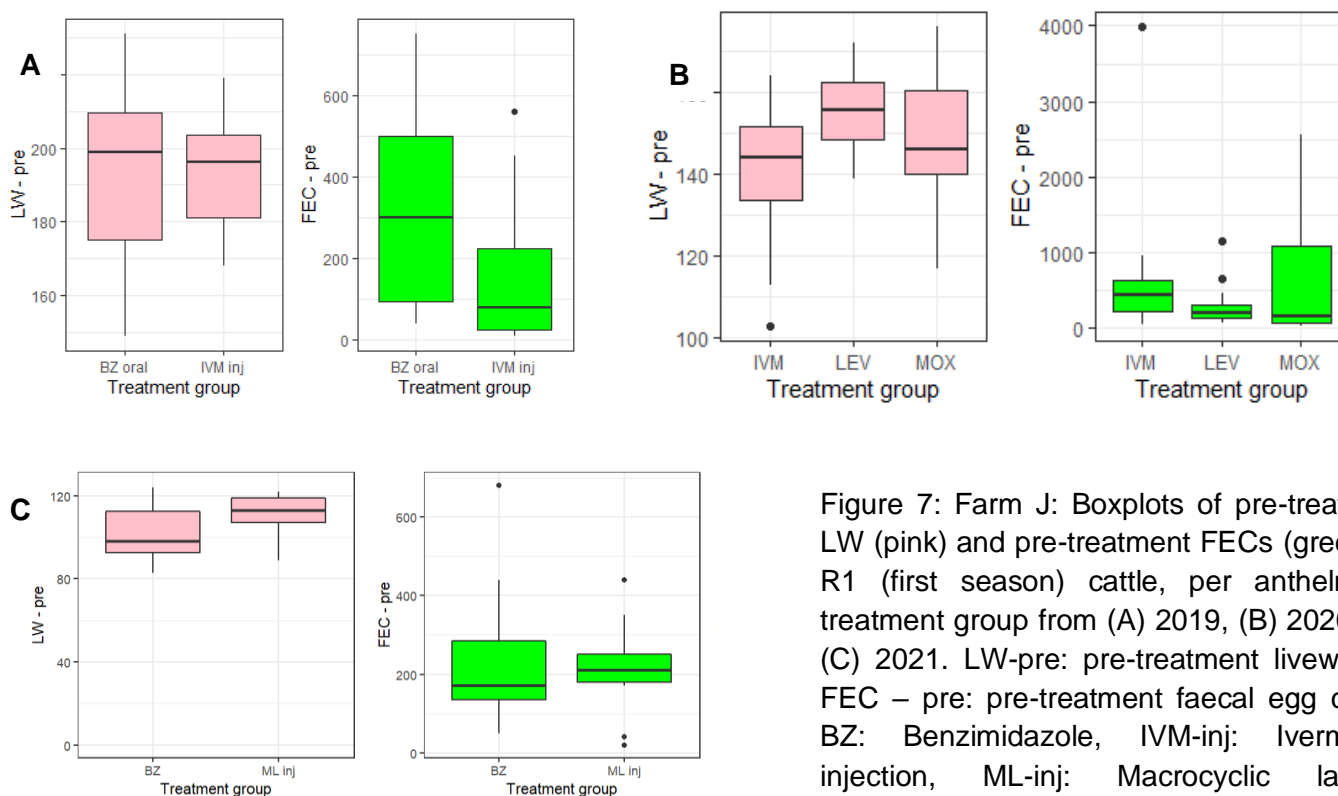 A
LW - pre
200
180
160
BZ oral
IVM inj
Treatment group
FEC - pre
600
400
200
0
BZ oral
IVM inj
Treatment group
B
LW - pre
140
120
100
IVM
LEV
MOX
Treatment group
FEC - pre
4000
3000
2000
1000
0
IVM
LEV
MOX
Treatment group
C
LW - pre
120
80
40
0
BZ
ML inj
Treatment group
FEC - pre
600
400
200
0
BZ
ML inj
Treatment group
Figure 7: Farm J: Boxplots of pre-treat
LW (pink) and pre-treatment FECs (gree
R1 (first season) cattle, per anthelr
treatment group from (A) 2019, (B) 2020
(C) 2021. LW-pre: pre-treatment livew
FEC – pre: pre-treatment faecal egg c
BZ: Benzimidazole, IVM-inj: Iverm
injection, ML-inj: Macrocyclic la